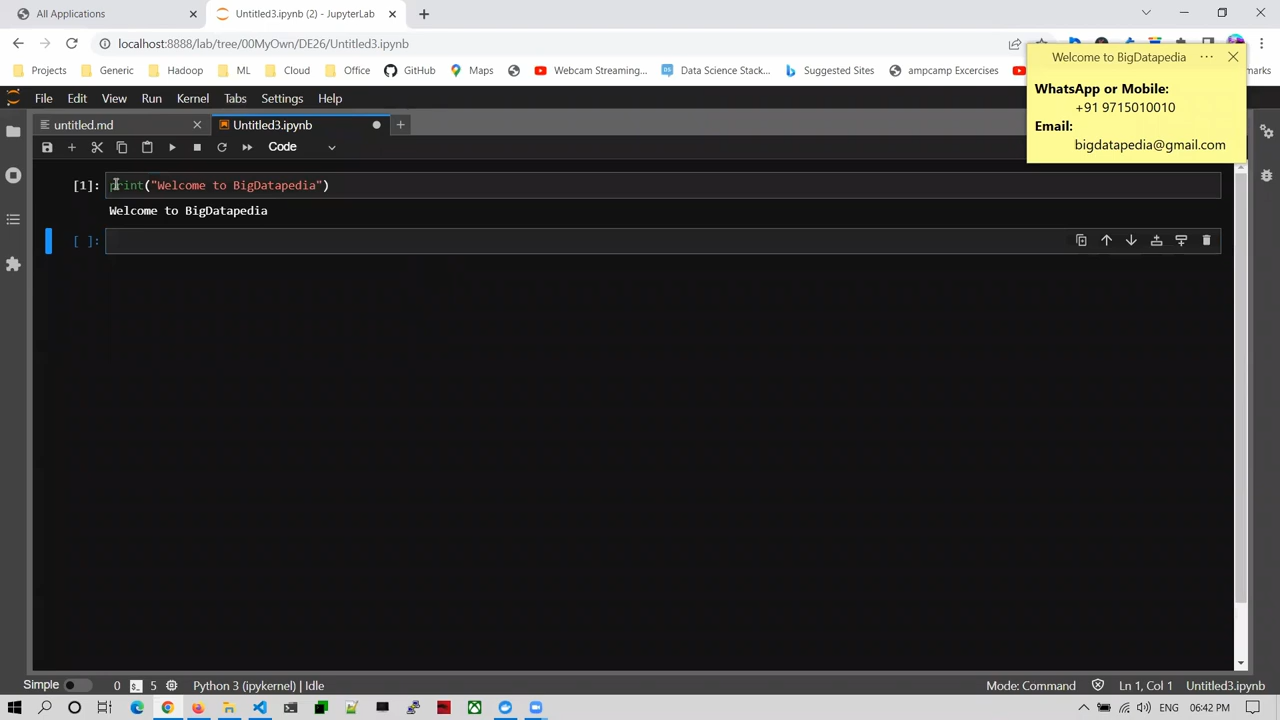 All Applications
Untitled3.ipynb (2) - JupyterLab
localhost:8888/lab/tree/00MyOwn/DE26/Untitled3.ipynb
Projects Generic Hadoop ML Cloud Office GitHub Maps Webcam Streaming... Data Science Stack... Suggested Sites ampcamp Excercises
Welcome to BigDatapedia
WhatsApp or Mobile:
+91 9715010010
Email:
bigdatapedia@gmail.com
File Edit View Run Kernel Tabs Settings Help
untitled.md Untitled3.ipynb
Code
[1]: print("Welcome to BigDatapedia")
Welcome to BigDatapedia
[ ]:
Simple 0 5 Python 3 (ipykernel) | Idle Mode: Command Ln 1, Col 1 Untitled3.ipynb
ENG 06:42 PM